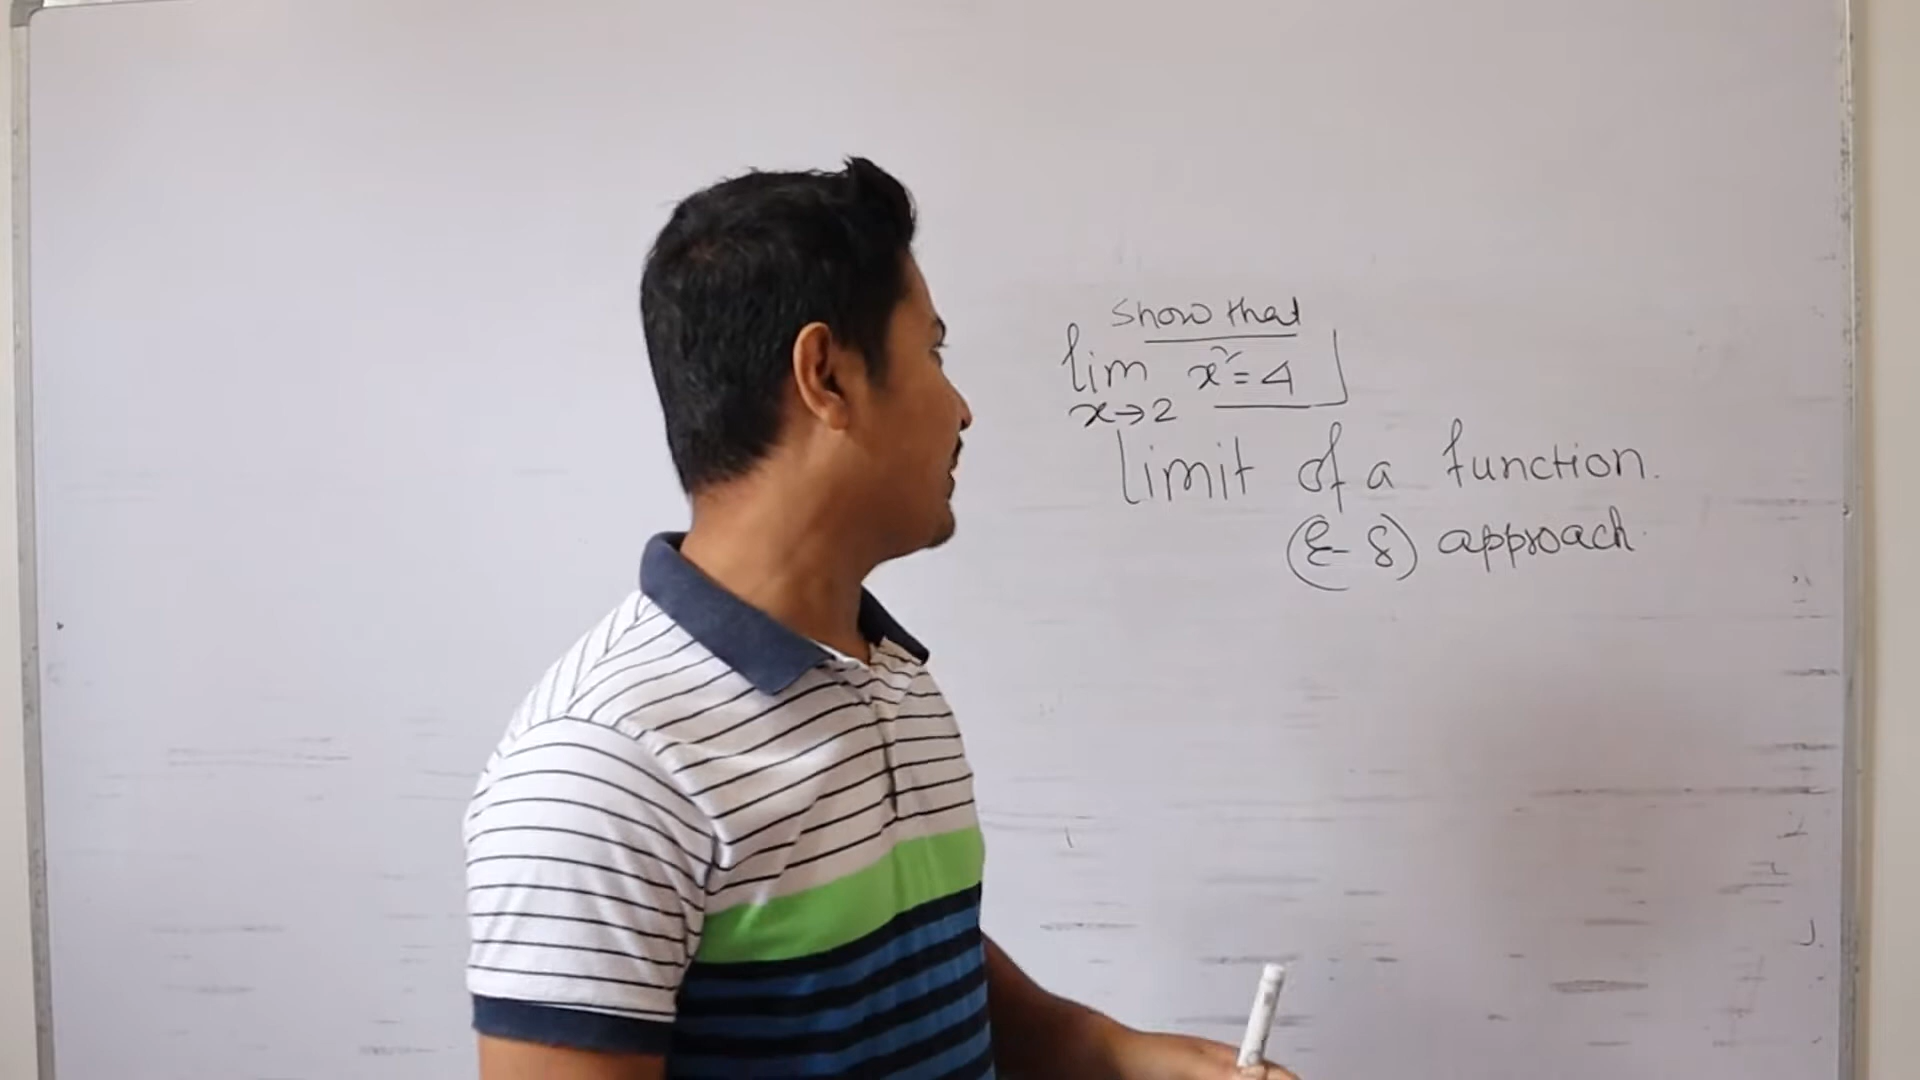 Show that
lim x² = 4
x→2
limit of a function.
(ε-δ) approach.